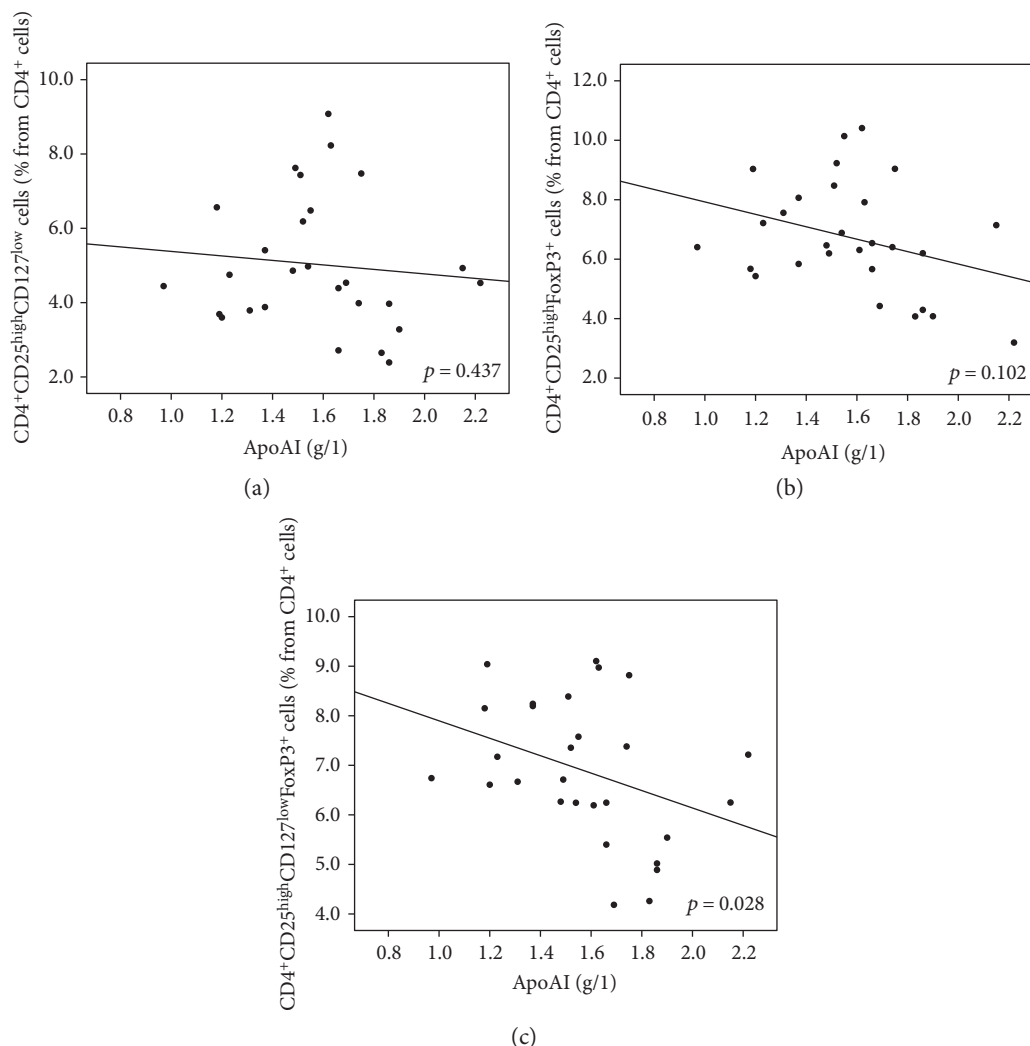 CD4⁺CD25ʰⁱᵍʰCD127ˡᵒʷ cells (% from CD4⁺ cells)
10.0
8.0
6.0
4.0
2.0
p = 0.437
0.8 1.0 1.2 1.4 1.6 1.8 2.0 2.2
ApoAI (g/1)
(a)
CD4⁺CD25ʰⁱᵍʰFoxP3⁺ cells (% from CD4⁺ cells)
12.0
10.0
8.0
6.0
4.0
2.0
p = 0.102
0.8 1.0 1.2 1.4 1.6 1.8 2.0 2.2
ApoAI (g/1)
(b)
CD4⁺CD25ʰⁱᵍʰCD127ˡᵒʷFoxP3⁺ cells (% from CD4⁺ cells)
10.0
9.0
8.0
7.0
6.0
5.0
4.0
p = 0.028
0.8 1.0 1.2 1.4 1.6 1.8 2.0 2.2
ApoAI (g/1)
(c)